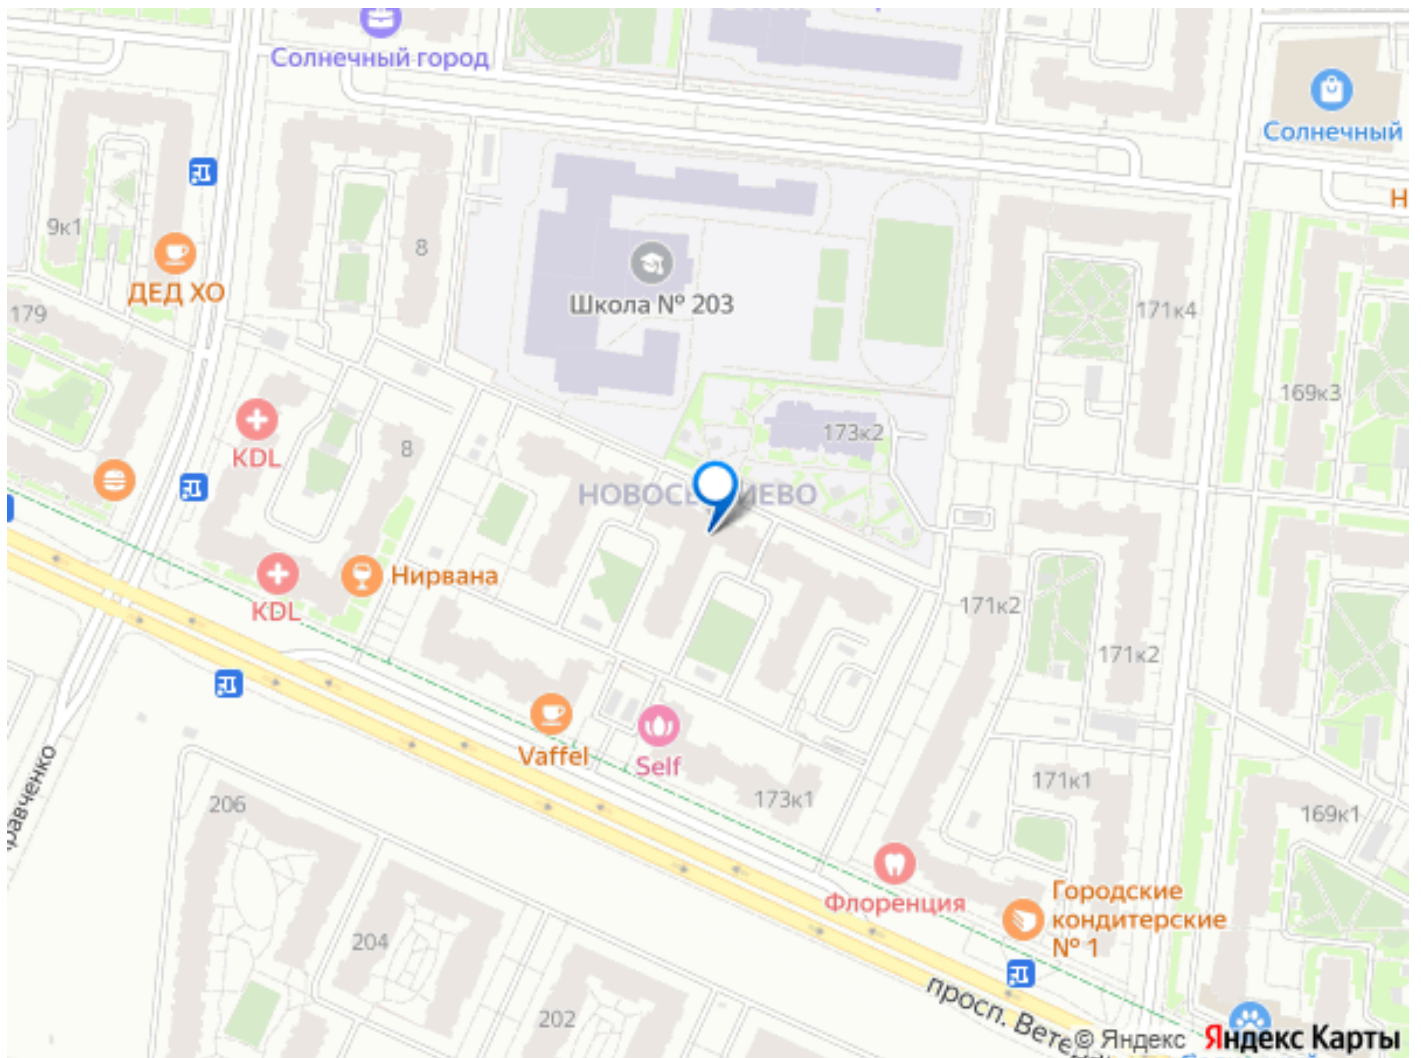 Солнечный город
Солнечный
Н
9к1
8
ДЕД ХО
Школа № 203
179
171к4
169к3
KDL
8
173к2
KDL
Нирвана
171к2
171к2
Vaffel
Self
171к1
173к1
206
169к1
204
Флоренция
Городские
кондитерские
№ 1
202
просп. Вете
© Яндекс Яндекс Карты